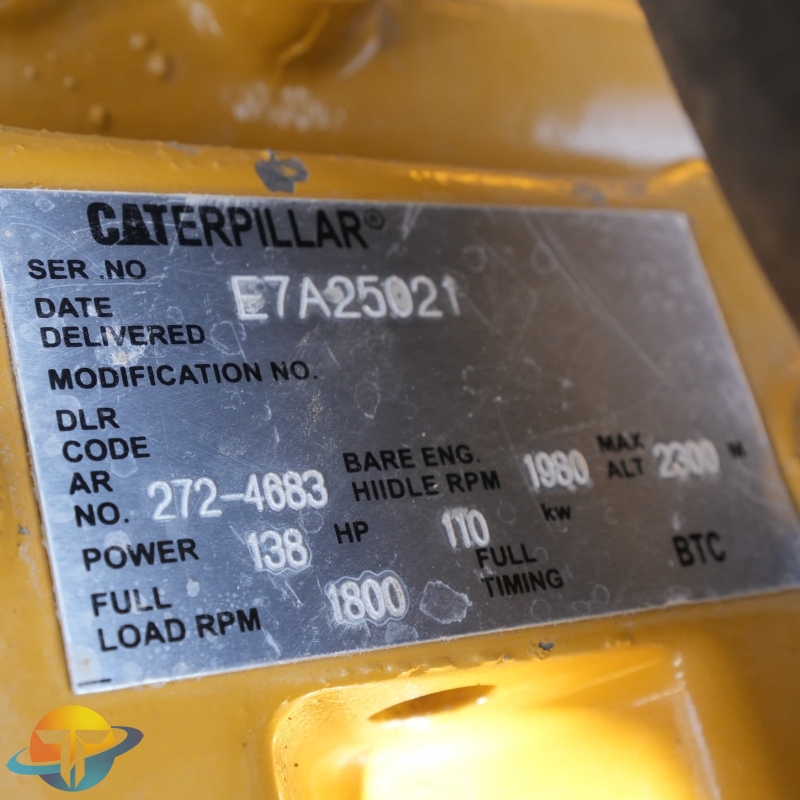 CATERPILLAR®
SER .NO E7A25021
DATE
DELIVERED
MODIFICATION NO.
DLR
CODE
AR
NO. 272-4683 BARE ENG.
HIIDLE RPM 1980 MAX
ALT 2300 M
POWER 138 HP 110 kw
FULL
LOAD RPM 1800 FULL
TIMING BTC